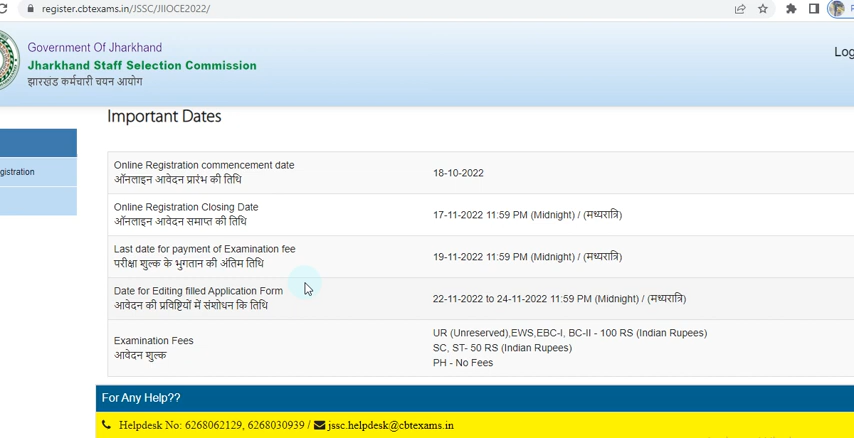 register.cbtexams.in/JSSC/JIIOCE2022/
Government Of Jharkhand
Jharkhand Staff Selection Commission
झारखंड कर्मचारी चयन आयोग
Important Dates
Online Registration commencement date
ऑनलाइन आवेदन प्रारंभ की तिथि
18-10-2022
Online Registration Closing Date
ऑनलाइन आवेदन समाप्त की तिथि
17-11-2022 11:59 PM (Midnight) / (मध्यरात्रि)
Last date for payment of Examination fee
परीक्षा शुल्क के भुगतान की अंतिम तिथि
19-11-2022 11:59 PM (Midnight) / (मध्यरात्रि)
Date for Editing filled Application Form
आवेदन की प्रविष्टियों में संशोधन कि तिथि
22-11-2022 to 24-11-2022 11:59 PM (Midnight) / (मध्यरात्रि)
Examination Fees
आवेदन शुल्क
UR (Unreserved),EWS,EBC-I, BC-II - 100 RS (Indian Rupees)
SC, ST- 50 RS (Indian Rupees)
PH - No Fees
For Any Help??
Helpdesk No: 6268062129, 6268030939 / jssc.helpdesk@cbtexams.in